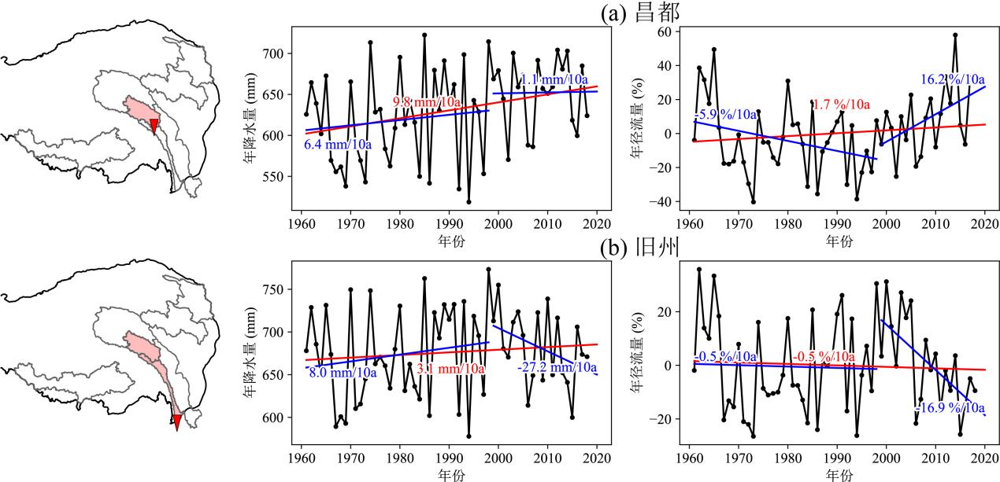 (a) 昌都
年降水量 (mm)
700
650
600
550
9.8 mm/10a
6.4 mm/10a
1.1 mm/10a
1960 1970 1980 1990 2000 2010 2020
年份
年径流量 (%)
60
40
20
0
−20
−40
-5.9 %/10a
1.7 %/10a
16.2 %/10a
1960 1970 1980 1990 2000 2010 2020
年份
(b) 旧州
年降水量 (mm)
750
700
650
600
8.0 mm/10a
3.1 mm/10a
-27.2 mm/10a
1960 1970 1980 1990 2000 2010 2020
年份
年径流量 (%)
20
0
−20
-0.5 %/10a
-0.5 %/10a
-16.9 %/10a
1960 1970 1980 1990 2000 2010 2020
年份